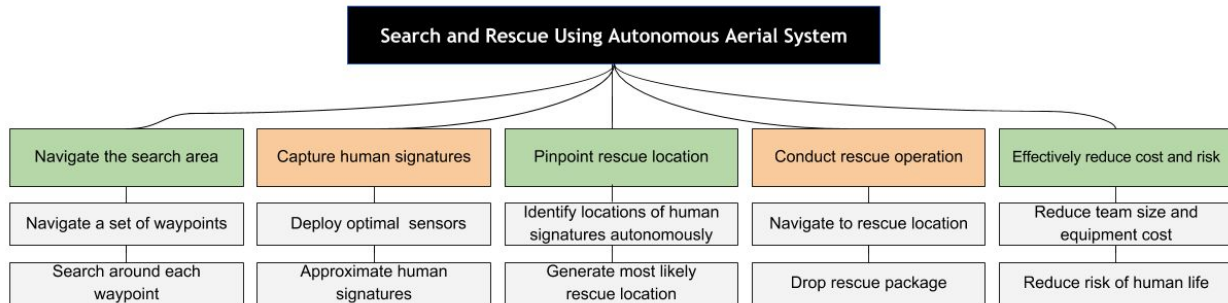 Search and Rescue Using Autonomous Aerial System
Navigate the search area
Capture human signatures
Pinpoint rescue location
Conduct rescue operation
Effectively reduce cost and risk
Navigate a set of waypoints
Deploy optimal sensors
Identify locations of human
signatures autonomously
Navigate to rescue location
Reduce team size and
equipment cost
Search around each
waypoint
Approximate human
signatures
Generate most likely
rescue location
Drop rescue package
Reduce risk of human life